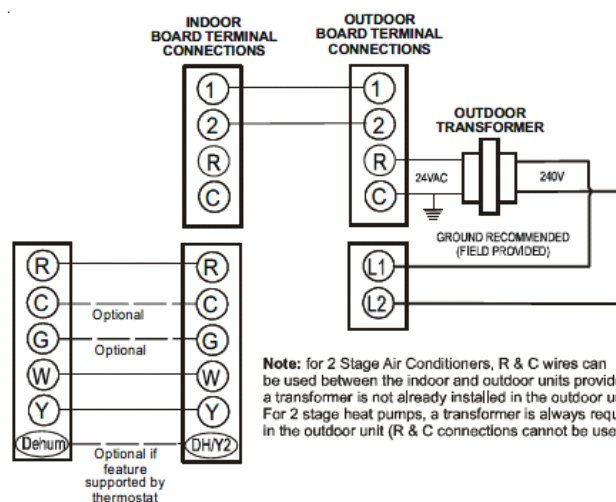 INDOOR
BOARD TERMINAL
CONNECTIONS
OUTDOOR
BOARD TERMINAL
CONNECTIONS
1
2
R
C
1
2
R
C
OUTDOOR
TRANSFORMER
24VAC
240V
GROUND RECOMMENDED
(FIELD PROVIDED)
L1
L2
R
C
G
W
Y
Dehum
Optional
Optional
Optional if
feature
supported by
thermostat
R
C
G
W
Y
DH/Y2
Note: for 2 Stage Air Conditioners, R & C wires can
be used between the indoor and outdoor units provide
a transformer is not already installed in the outdoor
For 2 stage heat pumps, a transformer is always
in the outdoor unit (R & C connections cannot be use